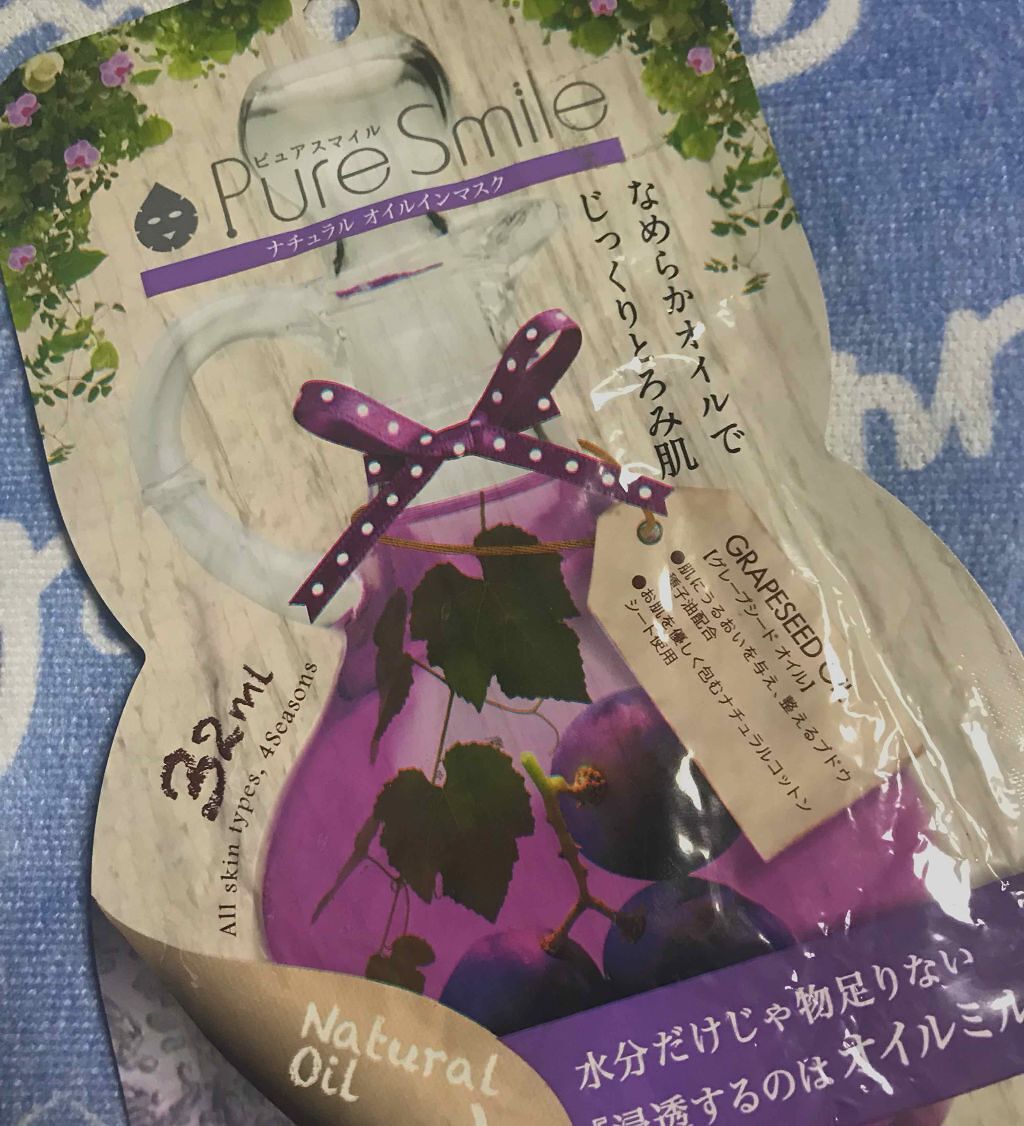 Pure Smile
ピュアスマイル
ナチュラル オイルインマスク
なめらかオイルで
じっくりとろみ肌
GRAPESEED
【グレープシード オイル】
●肌にうるおいを与え、整えるブドウ
種子油配合
●お肌を優しく包むナチュラルコットン
シート使用
32ml
All skin types, 4Seasons
Natural
Oil
水分だけじゃ物足りない
『浸透するのはオイルミル